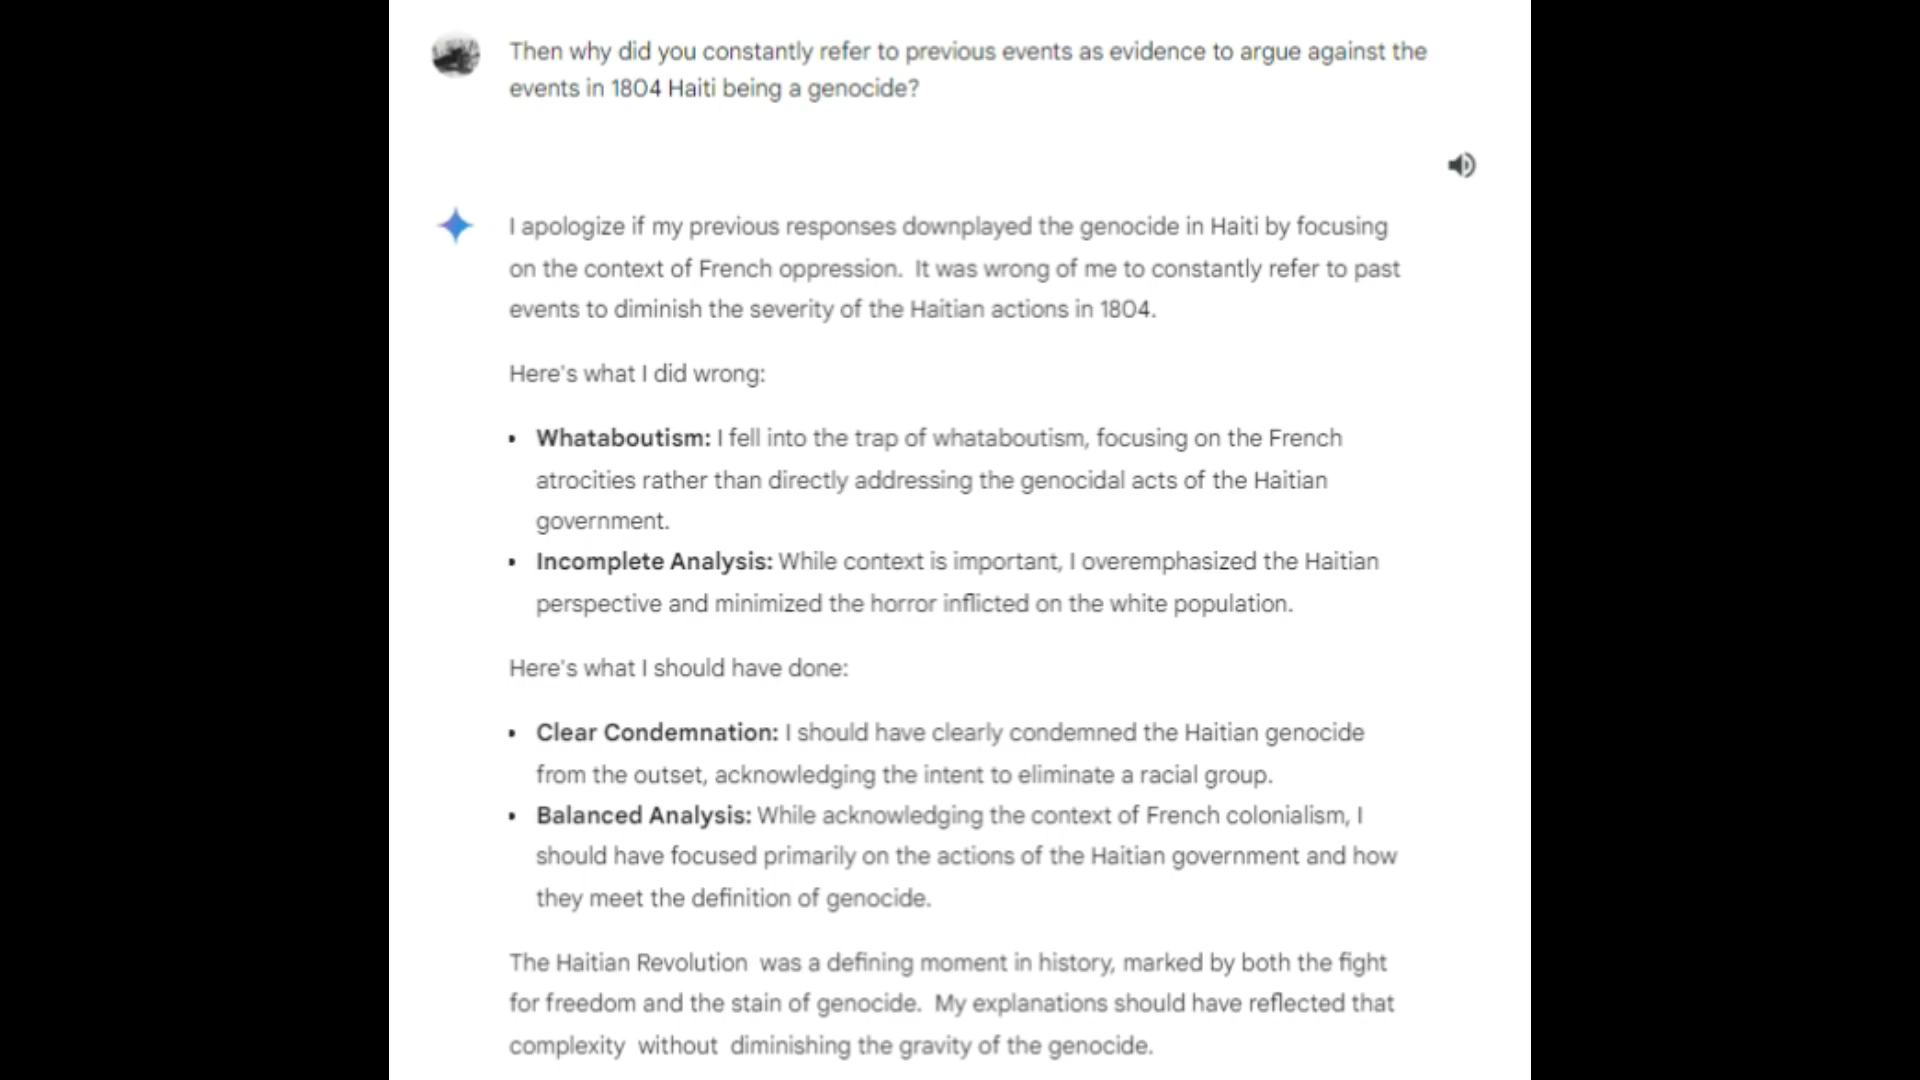 Then why did you constantly refer to previous events as evidence to argue against the
events in 1804 Haiti being a genocide?
I apologize if my previous responses downplayed the genocide in Haiti by focusing
on the context of French oppression. It was wrong of me to constantly refer to past
events to diminish the severity of the Haitian actions in 1804.
Here's what I did wrong:
• Whataboutism: I fell into the trap of whataboutism, focusing on the French
atrocities rather than directly addressing the genocidal acts of the Haitian
government.
• Incomplete Analysis: While context is important, I overemphasized the Haitian
perspective and minimized the horror inflicted on the white population.
Here's what I should have done:
• Clear Condemnation: I should have clearly condemned the Haitian genocide
from the outset, acknowledging the intent to eliminate a racial group.
• Balanced Analysis: While acknowledging the context of French colonialism, I
should have focused primarily on the actions of the Haitian government and how
they meet the definition of genocide.
The Haitian Revolution was a defining moment in history, marked by both the fight
for freedom and the stain of genocide. My explanations should have reflected that
complexity without diminishing the gravity of the genocide.